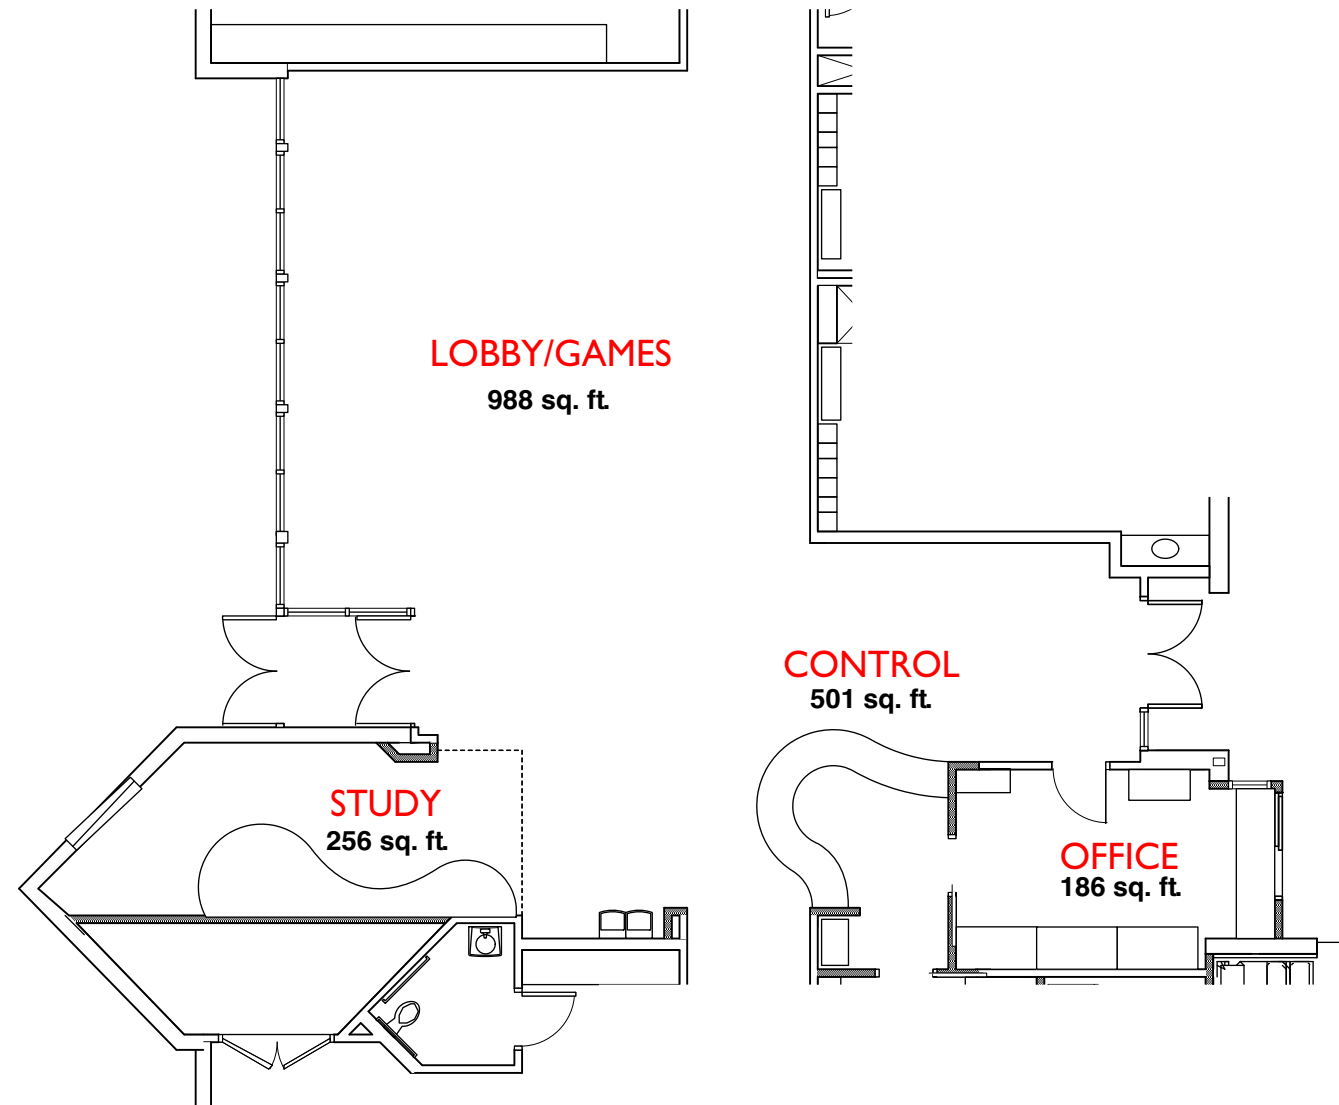 LOBBY/GAMES
988 sq. ft.
CONTROL
501 sq. ft.
STUDY
256 sq. ft.
OFFICE
186 sq. ft.